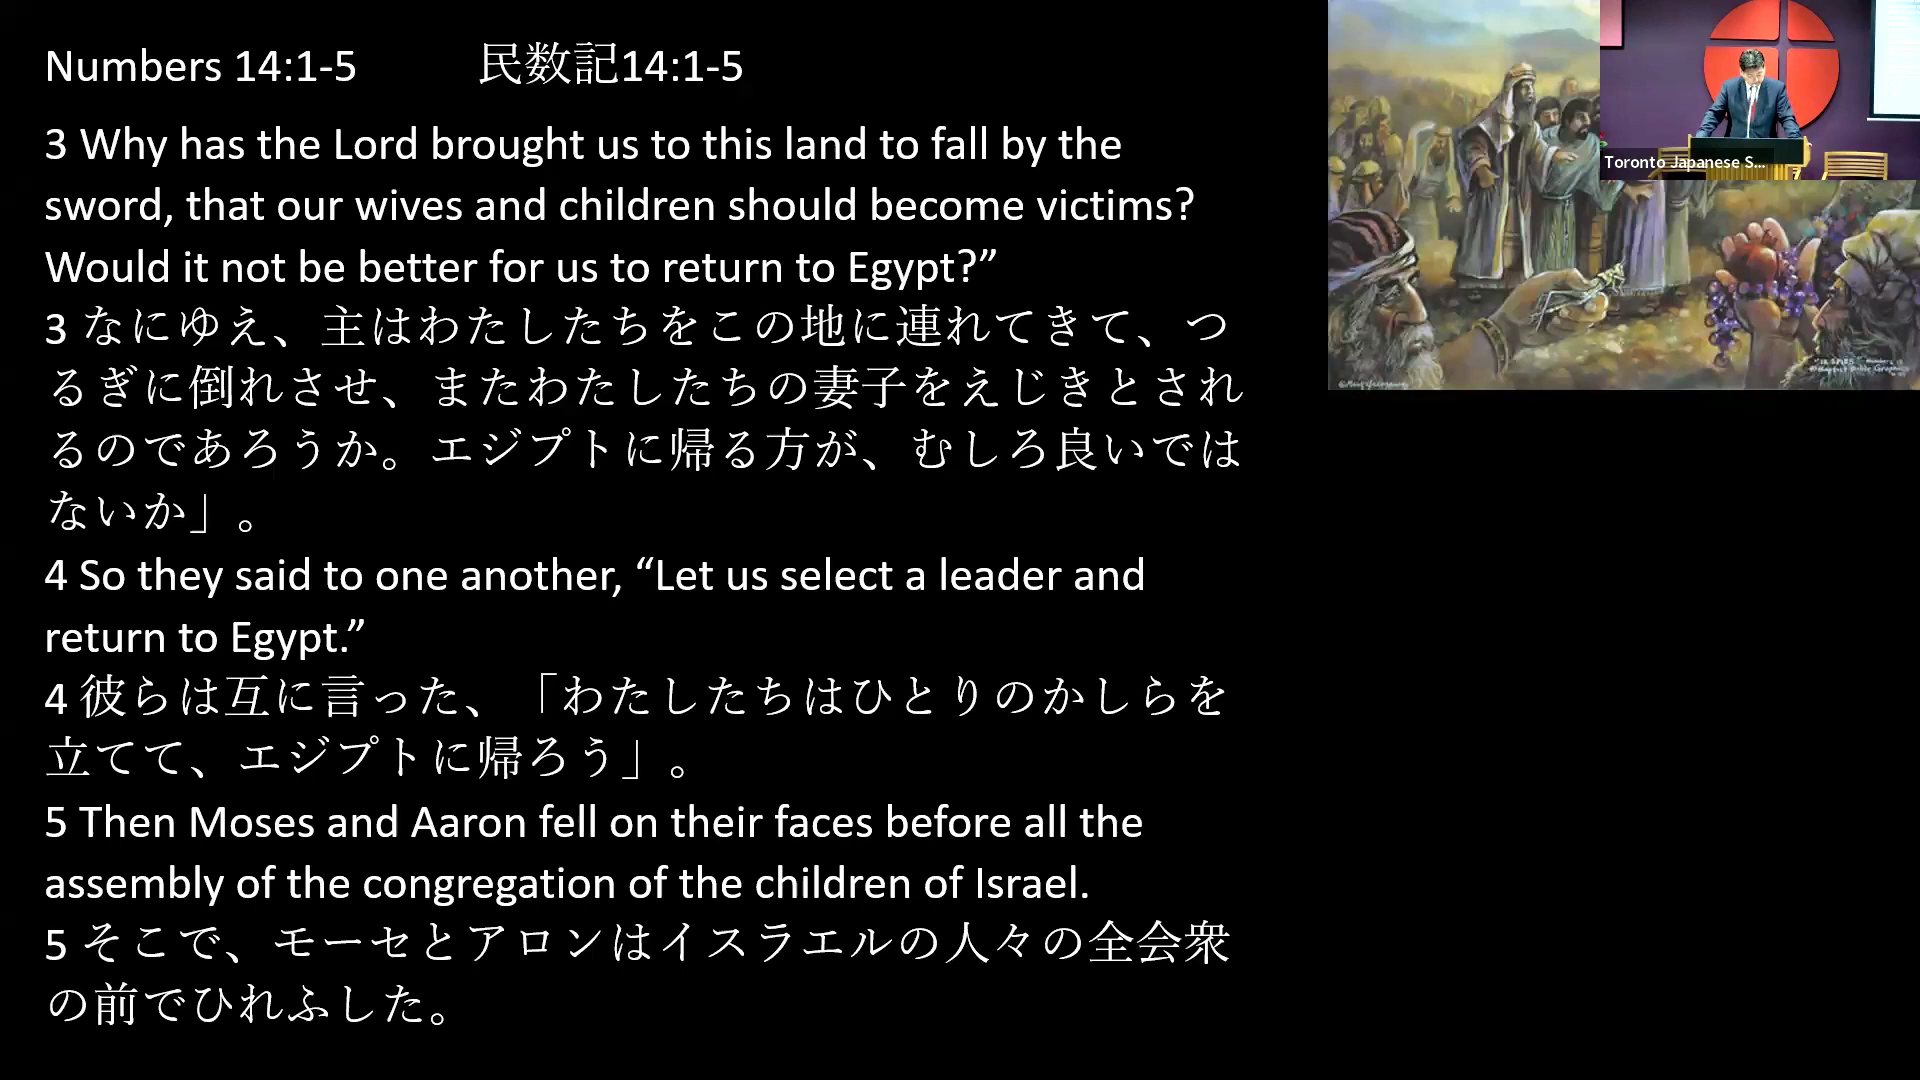 Numbers 14:1-5 民数記14:1-5
3 Why has the Lord brought us to this land to fall by the
sword, that our wives and children should become victims?
Would it not be better for us to return to Egypt?”
3 なにゆえ、主はわたしたちをこの地に連れてきて、つ
るぎに倒れさせ、またわたしたちの妻子をえじきとされ
るのであろうか。エジプトに帰る方が、むしろ良いでは
ないか」。
4 So they said to one another, “Let us select a leader and
return to Egypt.”
4 彼らは互に言った、「わたしたちはひとりのかしらを
立てて、エジプトに帰ろう」。
5 Then Moses and Aaron fell on their faces before all the
assembly of the congregation of the children of Israel.
5 そこで、モーセとアロンはイスラエルの人々の全会衆
の前でひれふした。
Toronto Japanese S...